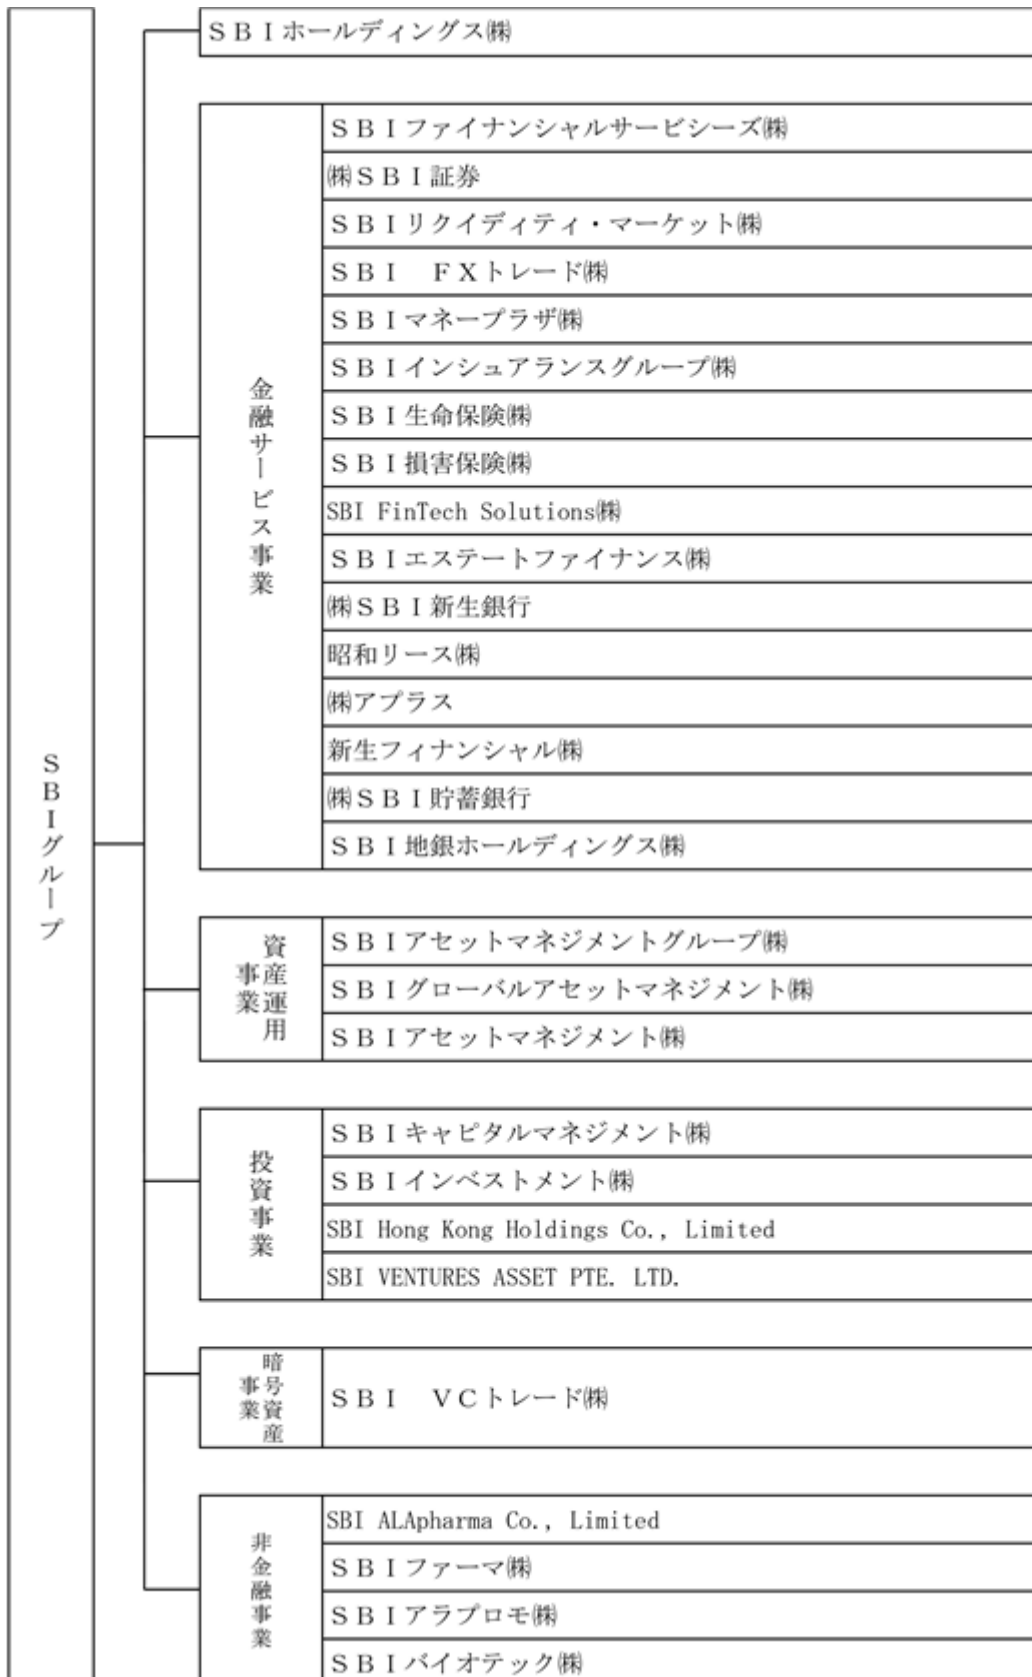 SBIグループ
SBIホールディングス㈱
金融サービス事業
SBIファイナンシャルサービシーズ㈱
㈱SBI証券
SBIリクイディティ・マーケット㈱
SBI FXトレード㈱
SBIマネープラザ㈱
SBIインシュアランスグループ㈱
SBI生命保険㈱
SBI損害保険㈱
SBI FinTech Solutions㈱
SBIエステートファイナンス㈱
㈱SBI新生銀行
昭和リース㈱
㈱アプラス
新生フィナンシャル㈱
㈱SBI貯蓄銀行
SBI地銀ホールディングス㈱
資産運用
事業
SBIアセットマネジメントグループ㈱
SBIグローバルアセットマネジメント㈱
SBIアセットマネジメント㈱
投資事業
SBIキャピタルマネジメント㈱
SBIインベストメント㈱
SBI Hong Kong Holdings Co., Limited
SBI VENTURES ASSET PTE. LTD.
暗号資産
事業
SBI VCトレード㈱
非金融事業
SBI ALApharma Co., Limited
SBIファーマ㈱
SBIアラプロモ㈱
SBIバイオテック㈱